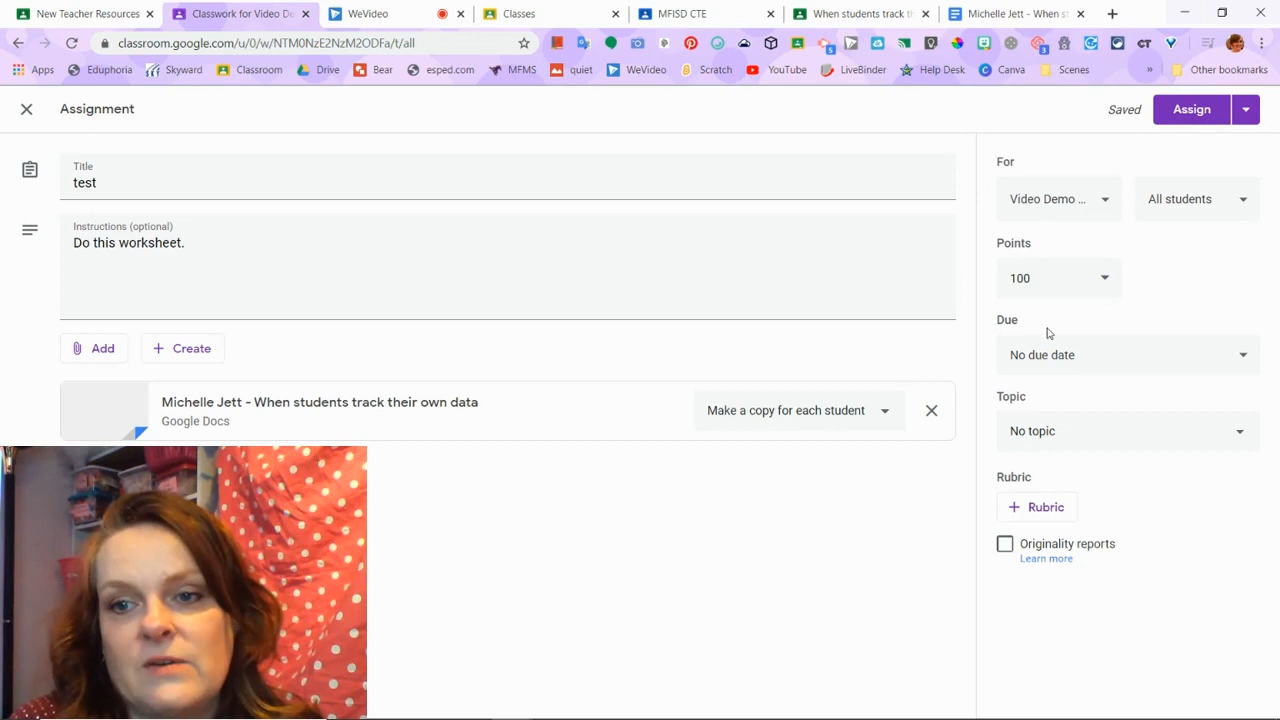 New Teacher Resources
Classwork for Video De
WeVideo
Classes
MFISD CTE
When students track th
Michelle Jett - When st
classroom.google.com/u/0/w/NTM0NzE2NzM2ODFa/t/all
Apps
Eduphoria
Skyward
Classroom
Drive
Bear
esped.com
MFMS
quiet
WeVideo
Scratch
YouTube
LiveBinder
Help Desk
Canva
Scenes
»
Other bookmarks
Assignment
Saved
Assign
Title
test
Instructions (optional)
Do this worksheet.
Add
Create
Michelle Jett - When students track their own data
Google Docs
Make a copy for each student
For
Video Demo ...
All students
Points
100
Due
No due date
Topic
No topic
Rubric
+ Rubric
Originality reports
Learn more